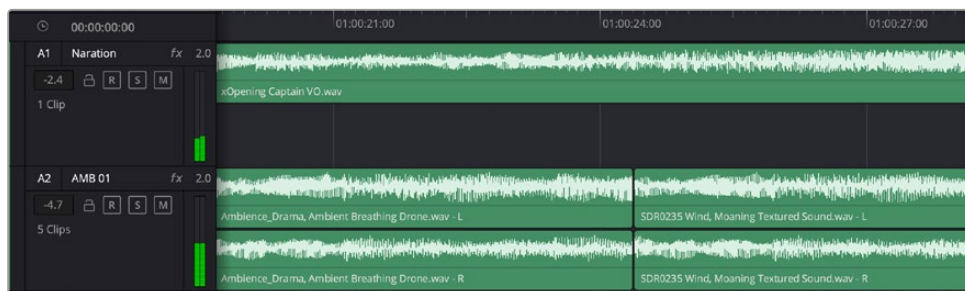 00:00:00:00
01:00:21:00
01:00:24:00
01:00:27:00
A1 Naration fx 2.0
-2.4 R S M
1 Clip
xOpening Captain VO.wav
A2 AMB 01 fx 2.0
-4.7 R S M
5 Clips
Ambience_Drama, Ambient Breathing Drone.wav - L
SDR0235 Wind, Moaning Textured Sound.wav - L
Ambience_Drama, Ambient Breathing Drone.wav - R
SDR0235 Wind, Moaning Textured Sound.wav - R